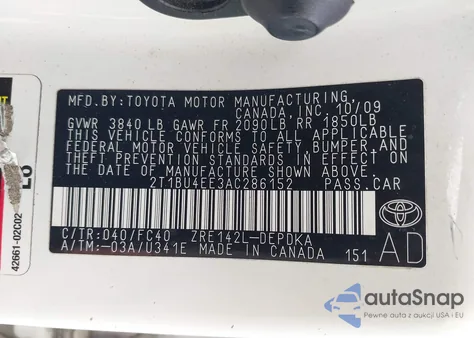 MFD.BY:TOYOTA MOTOR MANUFACTURING,
CANADA, INC. 10/09
GVWR 3840 LB GAWR FR 2090LB RR 1850LB
THIS VEHICLE CONFORMS TO ALL APPLICABLE
FEDERAL MOTOR VEHICLE SAFETY, BUMPER, AND
THEFT PREVENTION STANDARDS IN EFFECT ON
THE DATE OF MANUFACTURE SHOWN ABOVE.
2T1BU4EE3AC286152 PASS.CAR
C/TR:040/FC40 ZRE142L-DEPDKA
A/TM:-03A/U341E MADE IN CANADA 151
TOYOTA
AD
42661-02C02
LO
autoSnap
Pewne auta z aukcji USA i